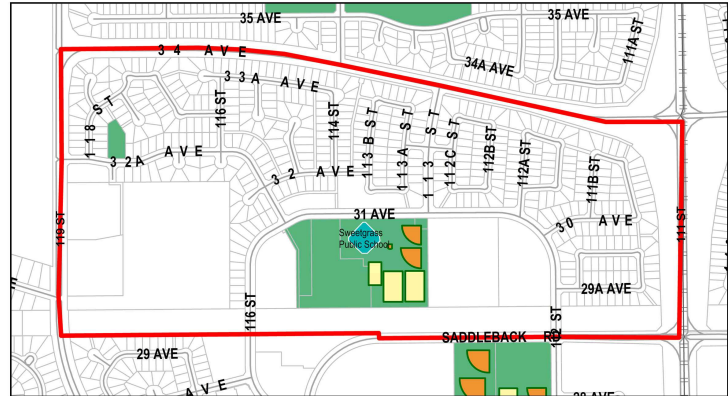 35 AVE
35 AVE
111A ST
34 AVE
34A AVE
33A AVE
118 ST
116 ST
114 ST
113B ST
113A ST
113 ST
112C ST
112B ST
112A ST
111B ST
32A AVE
32 AVE
31 AVE
30 AVE
119 ST
111 ST
Sweetgrass
Public School
29A AVE
116 ST
112 ST
SADDLEBACK RD
29 AVE
AVE